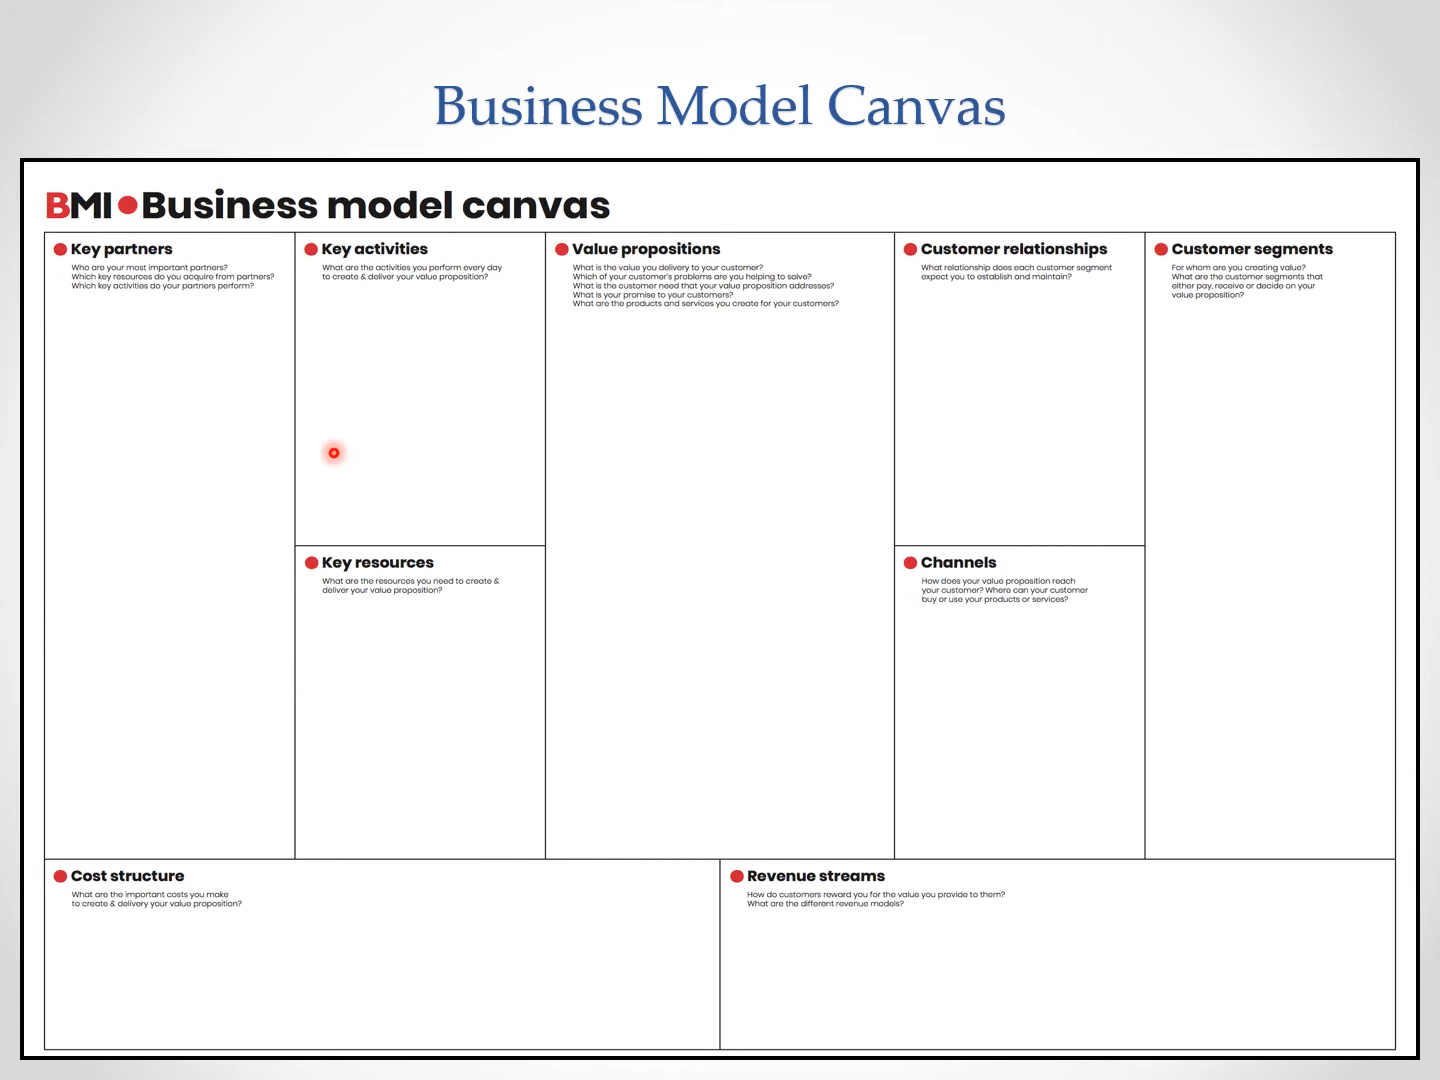 Business Model Canvas
BMI Business model canvas
Key partners
Who are your most important partners?
Which key resources do you acquire from partners?
Which key activities do your partners perform?
Key activities
What are the activities you perform every day
to create & deliver your value proposition?
Key resources
What are the resources you need to create &
deliver your value proposition?
Value propositions
What is the value you delivery to your customer?
Which of your customer's problems are you helping to solve?
What is the customer need that your value proposition addresses?
What is your promise to your customers?
What are the products and services you create for your customers?
Customer relationships
What relationship does each customer segment
expect you to establish and maintain?
Channels
How does your value proposition reach
your customer? Where can your customer
buy or use your products or services?
Customer segments
For whom are you creating value?
What are the customer segments that
either pay, receive or decide on your
value proposition?
Cost structure
What are the important costs you make
to create & delivery your value proposition?
Revenue streams
How do customers reward you for the value you provide to them?
What are the different revenue models?